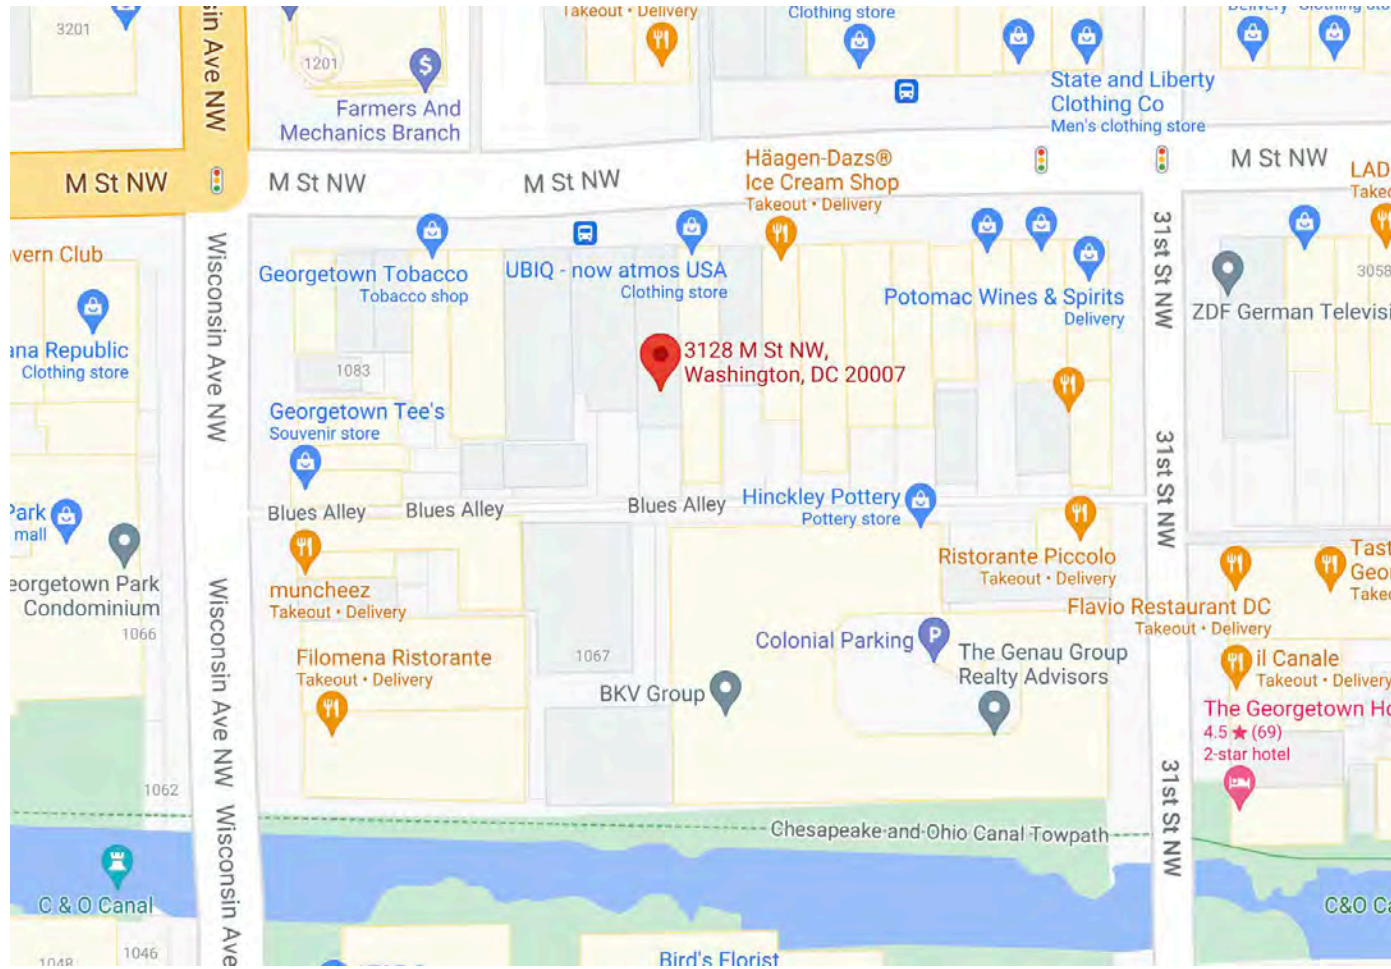 3201
sin Ave NW
1201
Farmers And
Mechanics Branch
Takeout • Delivery
Clothing store
State and Liberty
Clothing Co
Men's clothing store
M St NW
M St NW
M St NW
M St NW
Häagen-Dazs®
Ice Cream Shop
Takeout • Delivery
LAD
vern Club
Wisconsin Ave NW
Georgetown Tobacco
Tobacco shop
UBIQ - now atmos USA
Clothing store
Potomac Wines & Spirits
Delivery
31st St NW
3058
ZDF German Televisi
ana Republic
Clothing store
1083
3128 M St NW,
Washington, DC 20007
Georgetown Tee's
Souvenir store
31st St NW
Park
mall
Blues Alley
Blues Alley
Blues Alley
Hinckley Pottery
Pottery store
eorgetown Park
Condominium
1066
muncheez
Takeout • Delivery
Ristorante Piccolo
Takeout • Delivery
Flavio Restaurant DC
Takeout • Delivery
Tast
Geor
Wisconsin Ave NW
Filomena Ristorante
Takeout • Delivery
1067
Colonial Parking
P
The Genau Group
Realty Advisors
BKV Group
il Canale
Takeout • Delivery
The Georgetown Ho
4.5 ★ (69)
2-star hotel
31st St NW
1062
Wisconsin Ave
Chesapeake and Ohio Canal Towpath
C & O Canal
C&O Ca
1046
1048
Bird's Florist